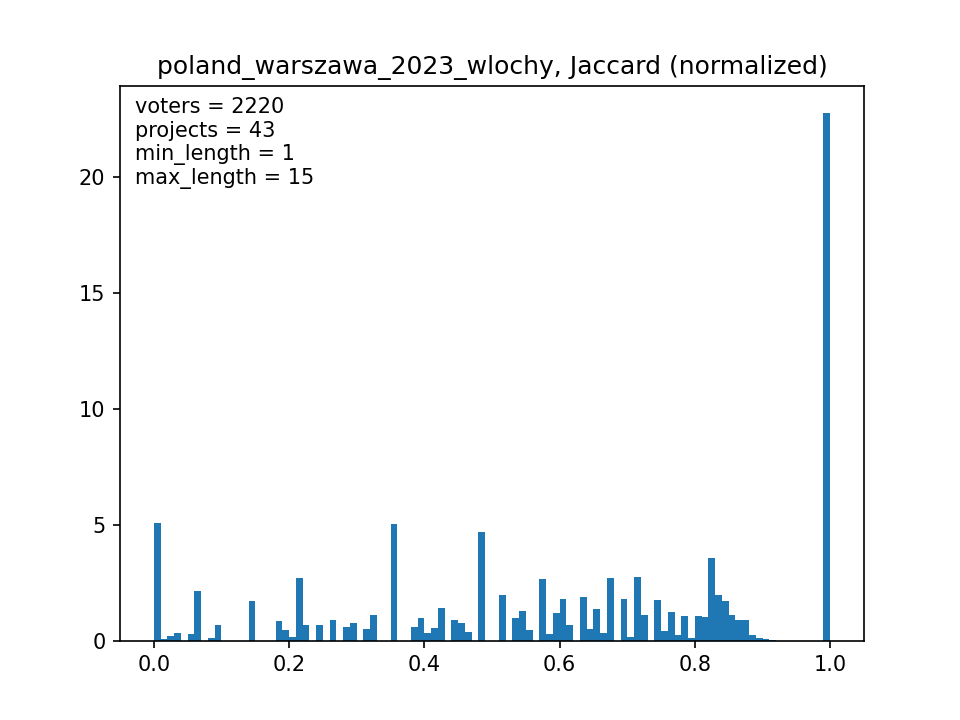 poland_warszawa_2023_wlochy, Jaccard (normalized)
voters = 2220
projects = 43
min_length = 1
max_length = 15
20
15
10
5
0
0.0 0.2 0.4 0.6 0.8 1.0